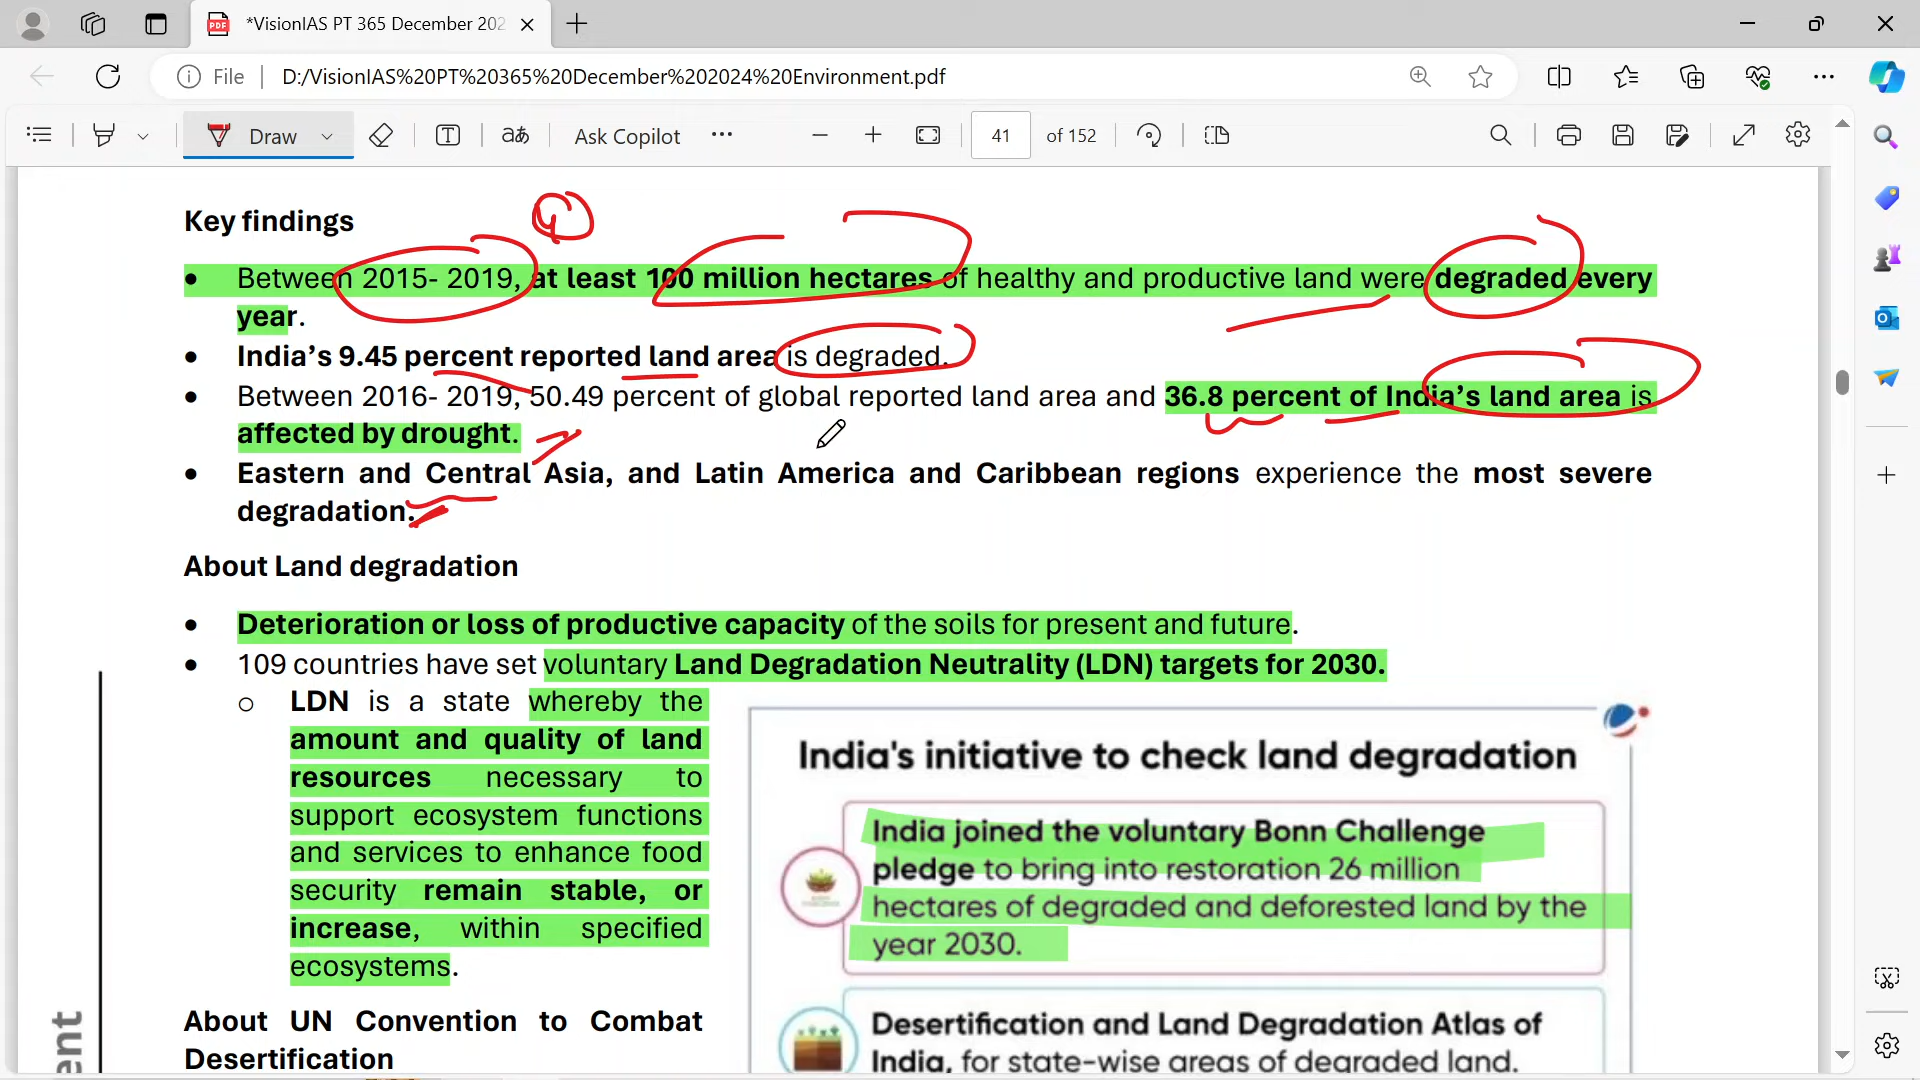 *VisionIAS PT 365 December 202
File D:/VisionIAS%20PT%20365%20December%202024%20Environment.pdf
Draw aあ Ask Copilot 41 of 152
Key findings
• Between 2015- 2019, at least 100 million hectares of healthy and productive land were degraded every
year.
• India's 9.45 percent reported land area is degraded.
• Between 2016- 2019, 50.49 percent of global reported land area and 36.8 percent of India's land area is
affected by drought.
• Eastern and Central Asia, and Latin America and Caribbean regions experience the most severe
degradation.
About Land degradation
• Deterioration or loss of productive capacity of the soils for present and future.
• 109 countries have set voluntary Land Degradation Neutrality (LDN) targets for 2030.
o LDN is a state whereby the
amount and quality of land
resources necessary to
support ecosystem functions
and services to enhance food
security remain stable, or
increase, within specified
ecosystems.
About UN Convention to Combat
Desertification
India's initiative to check land degradation
India joined the voluntary Bonn Challenge
pledge to bring into restoration 26 million
hectares of degraded and deforested land by the
year 2030.
Desertification and Land Degradation Atlas of
India, for state-wise areas of degraded land.
ent